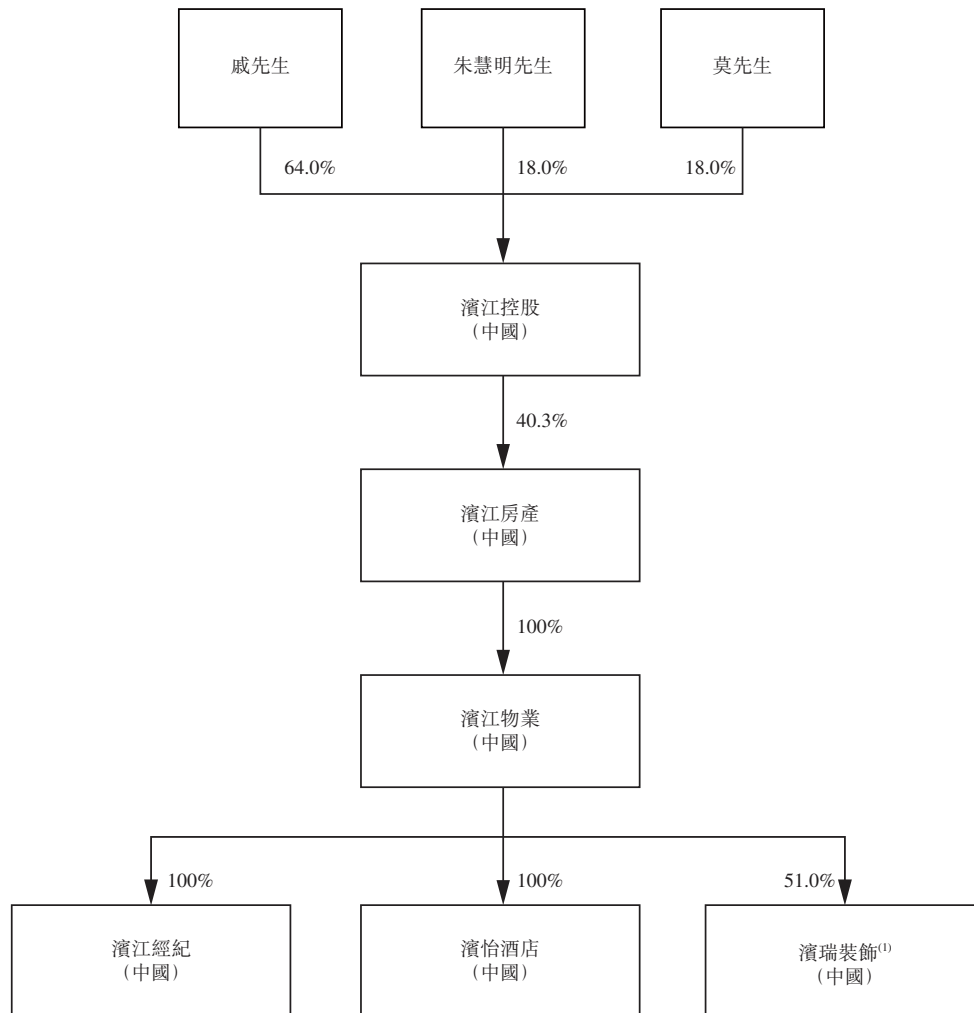 戚先生
朱慧明先生
莫先生
64.0%
18.0%
18.0%
濱江控股
（中國）
40.3%
濱江房產
（中國）
100%
濱江物業
（中國）
100%
100%
51.0%
濱江經紀
（中國）
濱怡酒店
（中國）
濱瑞裝飾(1)
（中國）